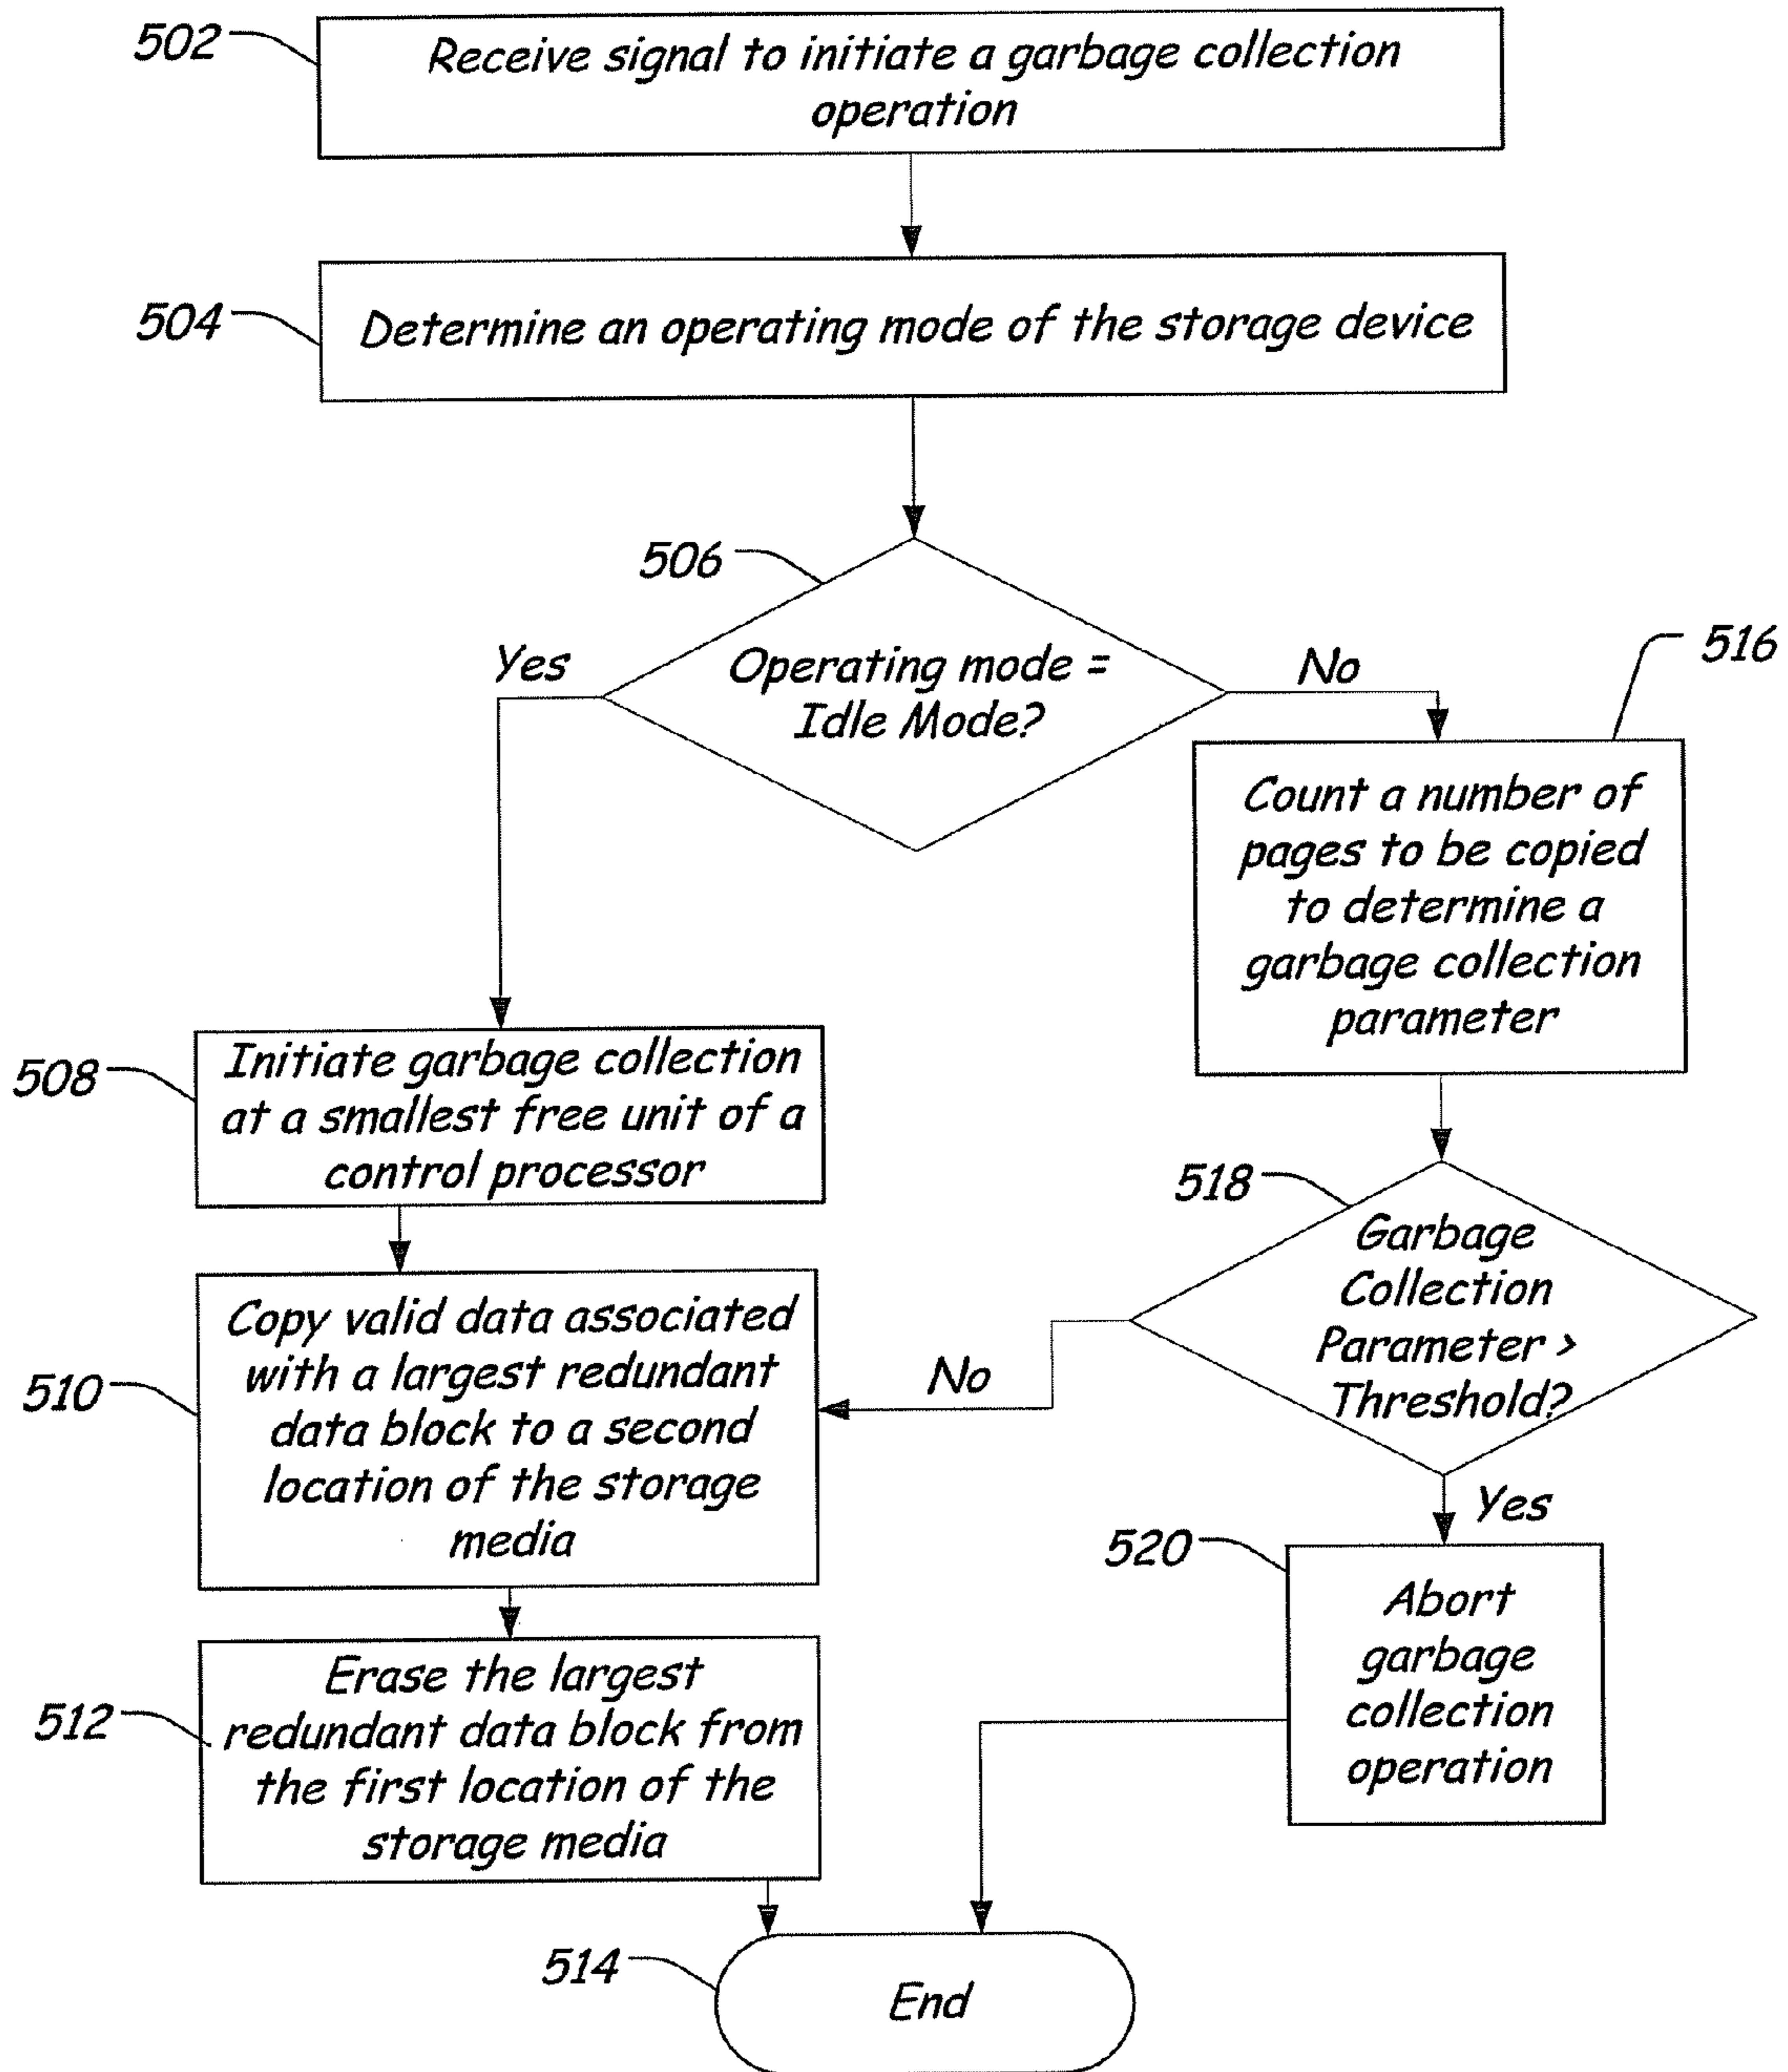 502
Receive signal to initiate a garbage collection
operation
504
Determine an operating mode of the storage device
506
Operating mode =
Idle Mode?
Yes
No
516
Count a number of
pages to be copied
to determine a
garbage collection
parameter
508
Initiate garbage collection
at a smallest free unit of a
control processor
518
Garbage
Collection
Parameter >
Threshold?
510
Copy valid data associated
with a largest redundant
data block to a second
location of the storage
media
No
Yes
520
Abort
garbage
collection
operation
512
Erase the largest
redundant data block from
the first location of the
storage media
514
End